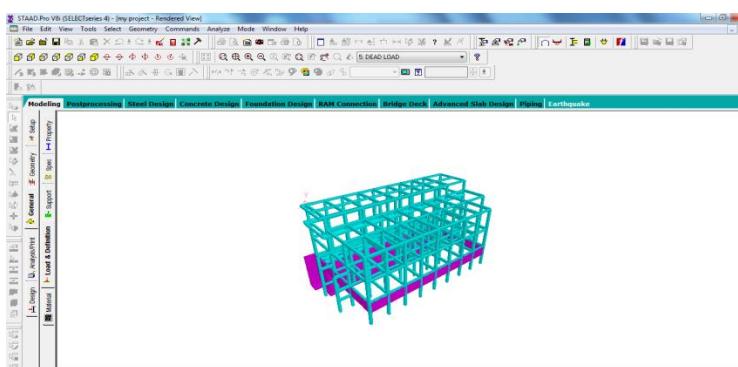 STAAD.Pro V8i (SELECTseries 4) - [my project - Rendered View]
File Edit View Tools Select Geometry Commands Analyze Mode Window Help
5: DEAD LOAD
Modeling Postprocessing Steel Design Concrete Design Foundation Design RAM Connection Bridge Deck Advanced Slab Design Piping Earthquake
Setup
Geometry
General
Analysis/Print
Design
Property
Spec
Support
Load & Definition
Material